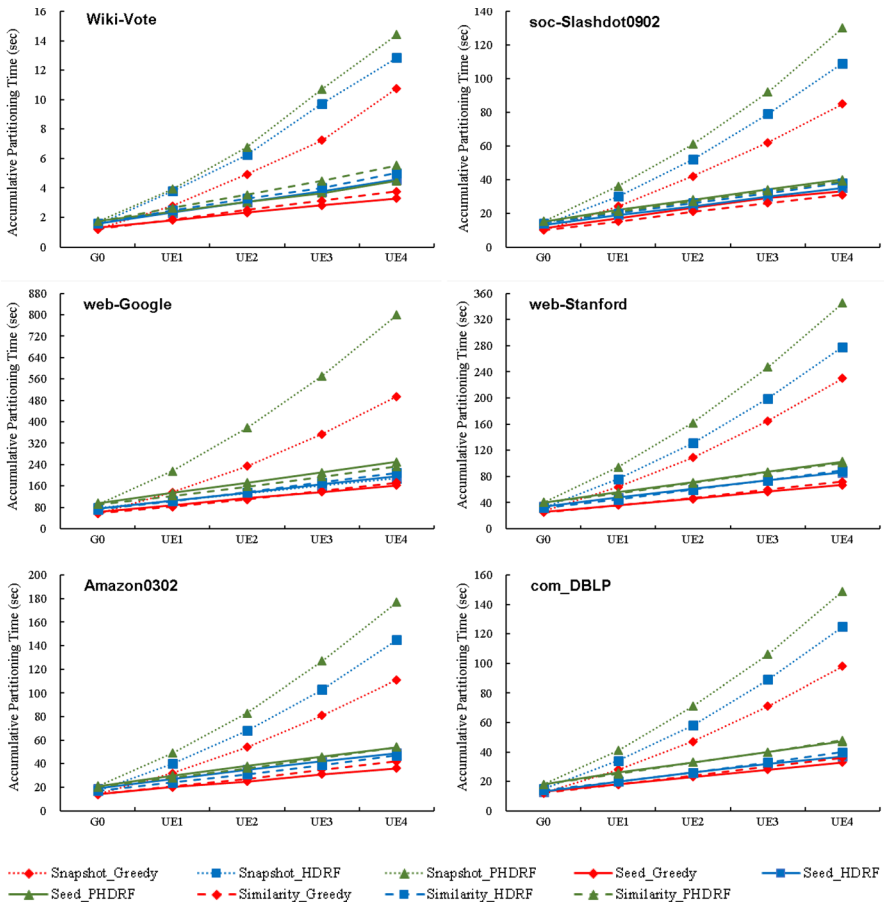 Wiki-Vote
Accumulative Partitioning Time (sec)
16
14
12
10
8
6
4
2
0
G0 UE1 UE2 UE3 UE4
soc-Slashdot0902
Accumulative Partitioning Time (sec)
140
120
100
80
60
40
20
0
G0 UE1 UE2 UE3 UE4
web-Google
Accumulative Partitioning Time (sec)
880
800
720
640
560
480
400
320
240
160
80
0
G0 UE1 UE2 UE3 UE4
web-Stanford
Accumulative Partitioning Time (sec)
360
320
280
240
200
160
120
80
40
0
G0 UE1 UE2 UE3 UE4
Amazon0302
Accumulative Partitioning Time (sec)
200
180
160
140
120
100
80
60
40
20
0
G0 UE1 UE2 UE3 UE4
com_DBLP
Accumulative Partitioning Time (sec)
160
140
120
100
80
60
40
20
0
G0 UE1 UE2 UE3 UE4
Snapshot_Greedy Snapshot_HDRF Snapshot_PHDRF Seed_Greedy Seed_HDRF
Seed_PHDRF Similarity_Greedy Similarity_HDRF Similarity_PHDRF